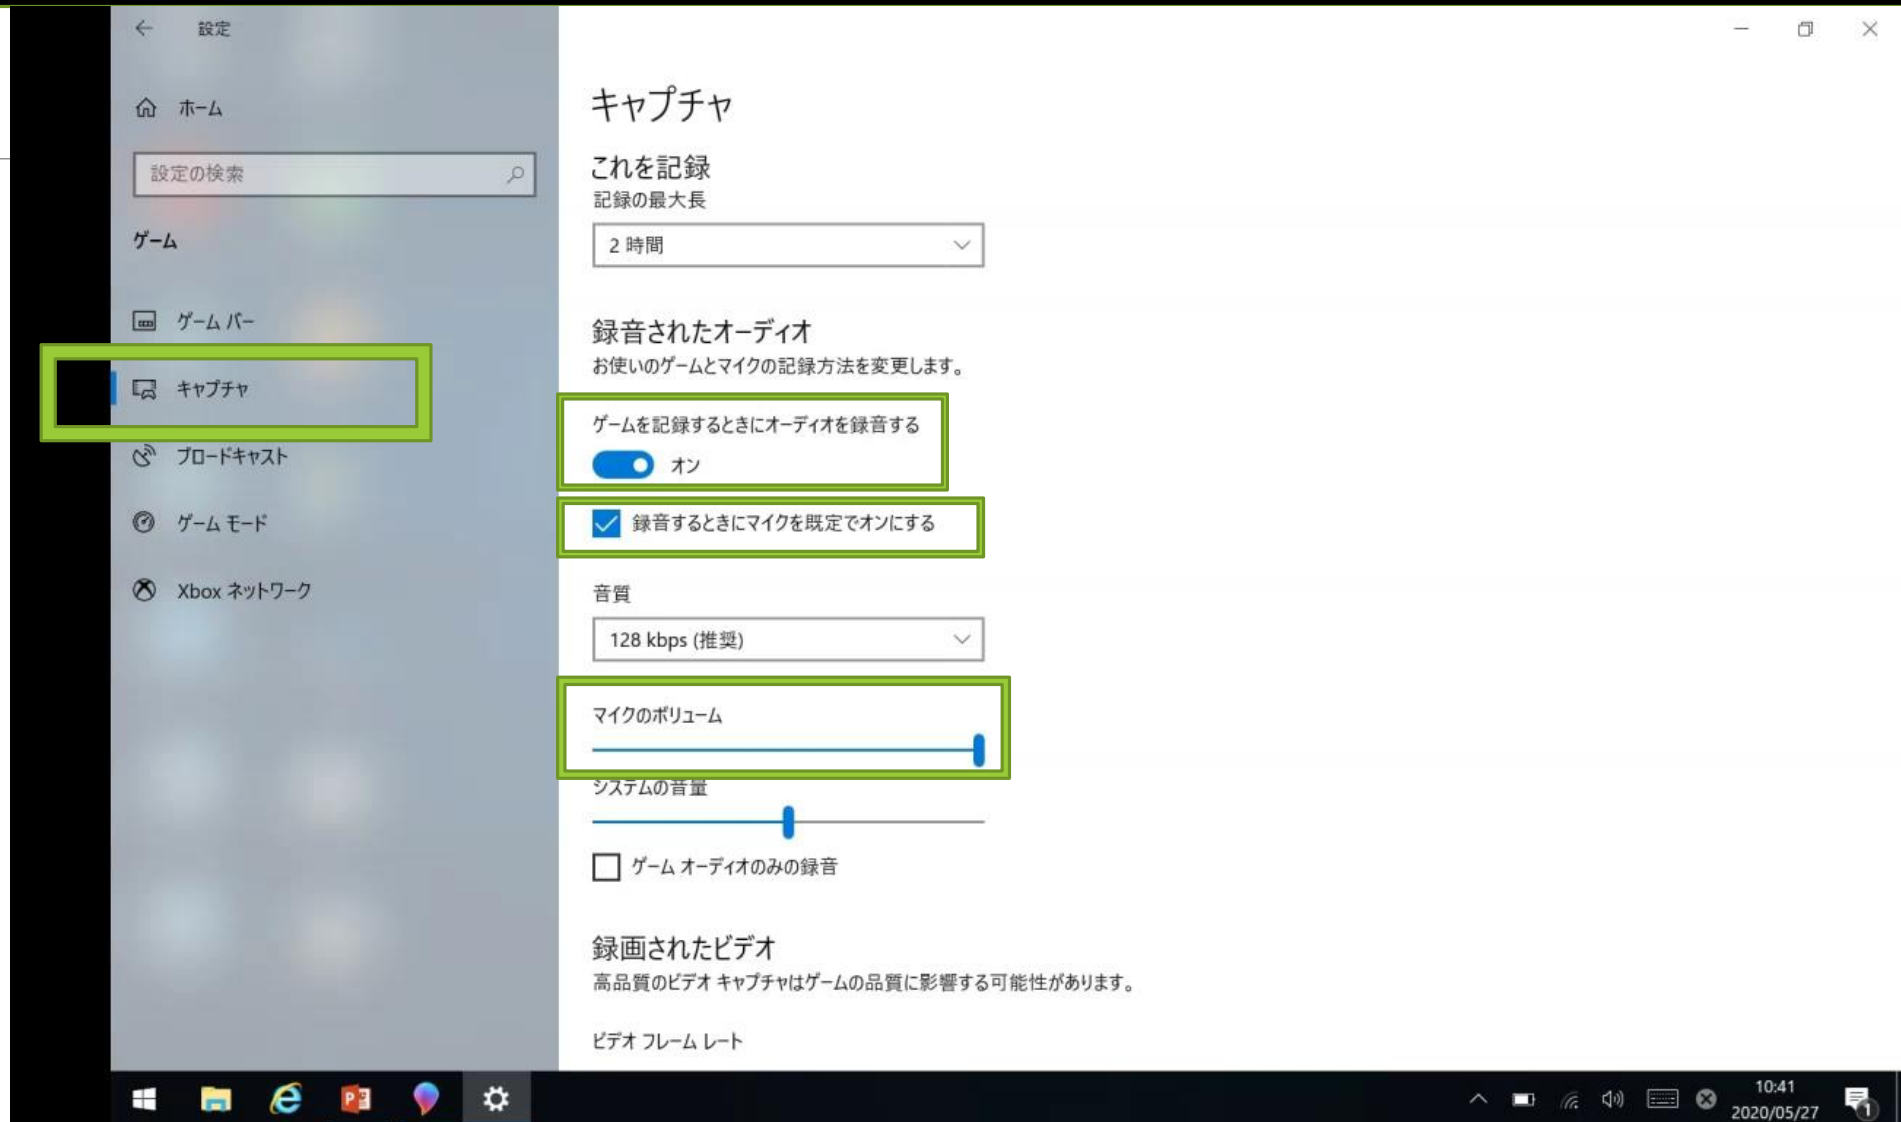 設定
ホーム
設定の検索
ゲーム
ゲーム バー
キャプチャ
ブロードキャスト
ゲーム モード
Xbox ネットワーク
キャプチャ
これを記録
記録の最大長
2 時間
録音されたオーディオ
お使いのゲームとマイクの記録方法を変更します。
ゲームを記録するときにオーディオを録音する
オン
録音するときにマイクを既定でオンにする
音質
128 kbps (推奨)
マイクのボリューム
システムの音量
ゲーム オーディオのみの録音
録画されたビデオ
高品質のビデオ キャプチャはゲームの品質に影響する可能性があります。
ビデオ フレーム レート
10:41
2020/05/27
1